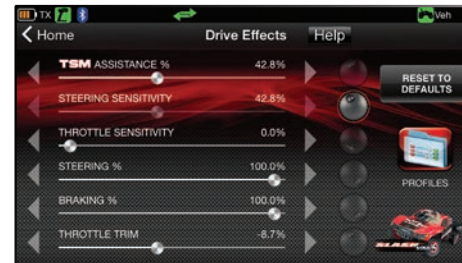 TX Veh
Home Drive Effects Help
TSM ASSISTANCE % 42.8%
RESET TO DEFAULTS
STEERING SENSITIVITY 42.8%
THROTTLE SENSITIVITY 0.0%
STEERING % 100.0%
PROFILES
BRAKING % 100.0%
THROTTLE TRIM -8.7%
SLASH